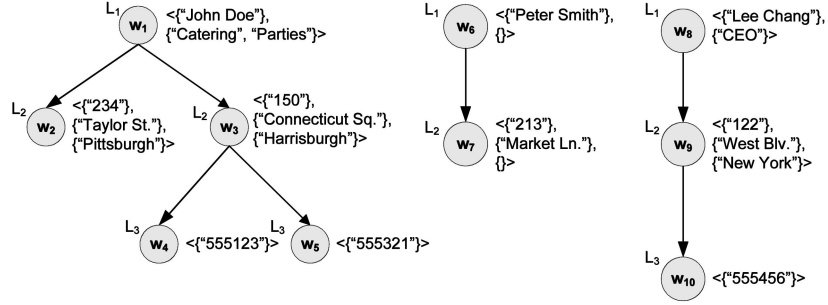 L1 w1 <{“John Doe”},
{“Catering”, “Parties”}>
L1 w6 <{“Peter Smith”},
{}>
L1 w8 <{“Lee Chang”},
{“CEO”}>
L2 w2 <{“234”},
{“Taylor St.”},
{“Pittsburgh”}>
L2 w3 <{“150”},
{“Connecticut Sq.”},
{“Harrisburgh”}>
L2 w7 <{“213”},
{“Market Ln.”},
{}>
L2 w9 <{“122”},
{“West Blv.”},
{“New York”}>
L3 w4 <{“555123”}>
L3 w5 <{“555321”}>
L3 w10 <{“555456”}>